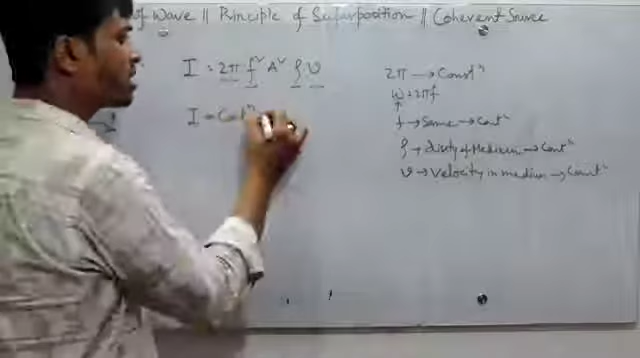 of Wave || Principle of Superposition || Coherent Source
I = 2π f² A² ρ v
I = Const^n
2π → Const^n
ω = 2πf
↑
f → Same → Const^n
ρ → dicty of Medium → Const^n
v → Velocity in medium → Const^n